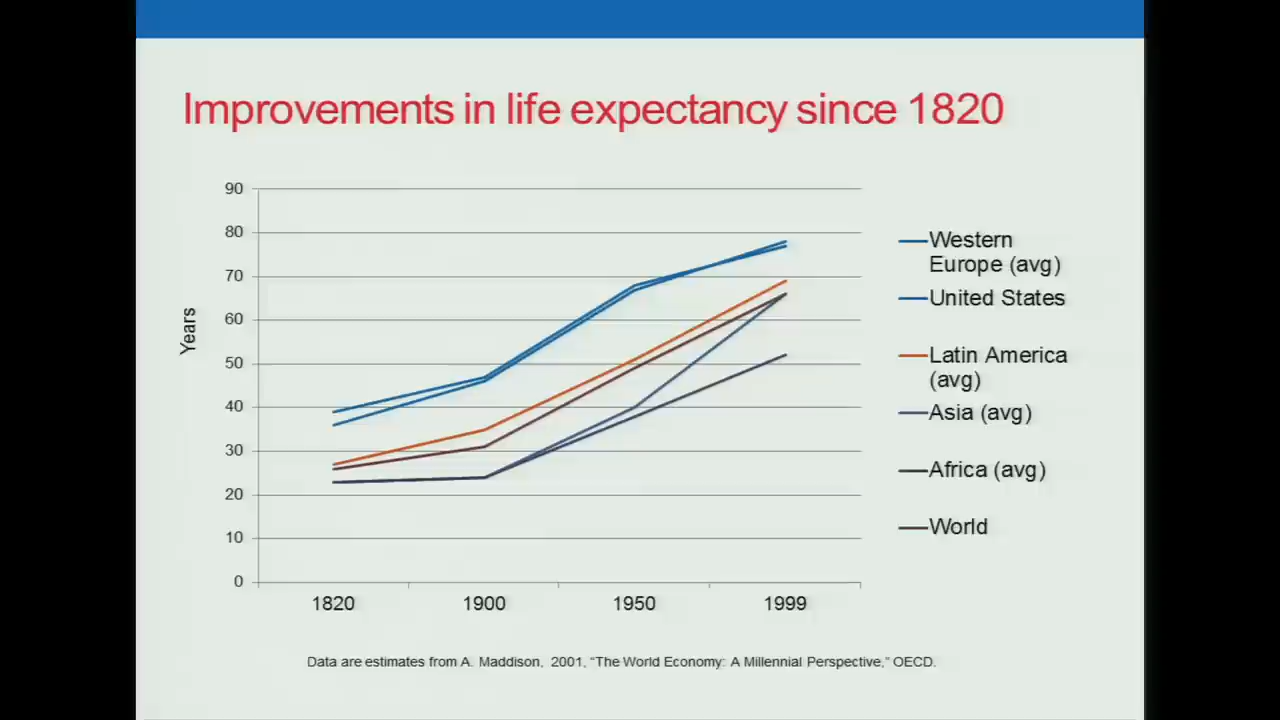 Improvements in life expectancy since 1820
90
80
70
60
50
40
30
20
10
0
Years
1820 1900 1950 1999
Western
Europe (avg)
United States
Latin America
(avg)
Asia (avg)
Africa (avg)
World
Data are estimates from A. Maddison, 2001, “The World Economy: A Millennial Perspective,” OECD.